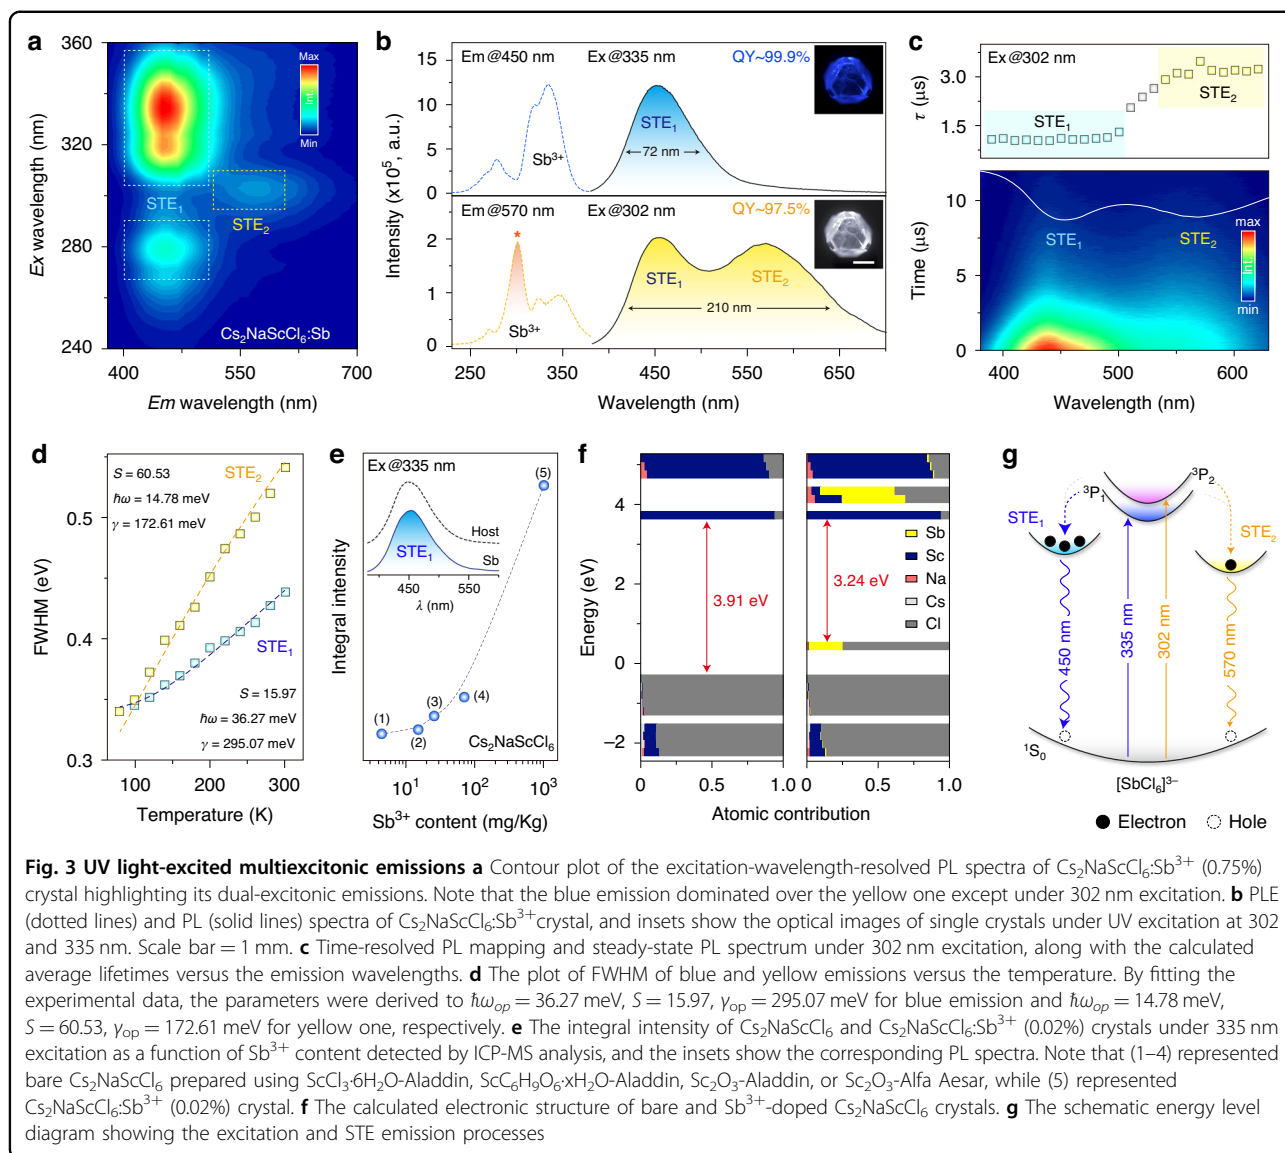 a
360
320
280
240
Ex wavelength (nm)
Max
Int.
Min
STE1
STE2
Cs2NaScCl6:Sb
400
550
700
Em wavelength (nm)
b
Em@450 nm
Ex@335 nm
QY~99.9%
15
10
5
0
Sb3+
STE1
72 nm
Em@570 nm
Ex@302 nm
QY~97.5%
*
2
1
0
Sb3+
STE1
STE2
210 nm
Intensity (x10^5, a.u.)
230
350
450
550
650
Wavelength (nm)
c
Ex@302 nm
3.0
1.5
τ (µs)
STE1
STE2
10
5
0
Time (µs)
STE1
STE2
max
Int.
min
400
500
600
Wavelength (nm)
d
S = 60.53
STE2
ħω = 14.78 meV
γ = 172.61 meV
STE1
S = 15.97
ħω = 36.27 meV
γ = 295.07 meV
0.5
0.4
0.3
FWHM (eV)
100
200
300
Temperature (K)
e
Ex@335 nm
(5)
Host
STE1
Sb
450
550
λ (nm)
(1)
(2)
(3)
(4)
Cs2NaScCl6
Integral intensity
10^1
10^2
10^3
Sb3+ content (mg/Kg)
f
4
2
0
−2
Energy (eV)
3.91 eV
3.24 eV
Sb
Sc
Na
Cs
Cl
0
0.5
1.0
0
0.5
1.0
Atomic contribution
g
3P1
3P2
STE1
STE2
450 nm
335 nm
302 nm
570 nm
1S0
[SbCl6]3−
Electron
Hole
Fig. 3 UV light-excited multiexcitonic emissions a Contour plot of the excitation-wavelength-resolved PL spectra of Cs2NaScCl6:Sb3+ (0.75%)
crystal highlighting its dual-excitonic emissions. Note that the blue emission dominated over the yellow one except under 302 nm excitation. b PLE
(dotted lines) and PL (solid lines) spectra of Cs2NaScCl6:Sb3+crystal, and insets show the optical images of single crystals under UV excitation at 302
and 335 nm. Scale bar = 1 mm. c Time-resolved PL mapping and steady-state PL spectrum under 302 nm excitation, along with the calculated
average lifetimes versus the emission wavelengths. d The plot of FWHM of blue and yellow emissions versus the temperature. By fitting the
experimental data, the parameters were derived to ħωop = 36.27 meV, S = 15.97, γop = 295.07 meV for blue emission and ħωop = 14.78 meV,
S = 60.53, γop = 172.61 meV for yellow one, respectively. e The integral intensity of Cs2NaScCl6 and Cs2NaScCl6:Sb3+ (0.02%) crystals under 335 nm
excitation as a function of Sb3+ content detected by ICP-MS analysis, and the insets show the corresponding PL spectra. Note that (1–4) represented
bare Cs2NaScCl6 prepared using ScCl3·6H2O-Aladdin, ScC6H9O6·xH2O-Aladdin, Sc2O3-Aladdin, or Sc2O3-Alfa Aesar, while (5) represented
Cs2NaScCl6:Sb3+ (0.02%) crystal. f The calculated electronic structure of bare and Sb3+-doped Cs2NaScCl6 crystals. g The schematic energy level
diagram showing the excitation and STE emission processes